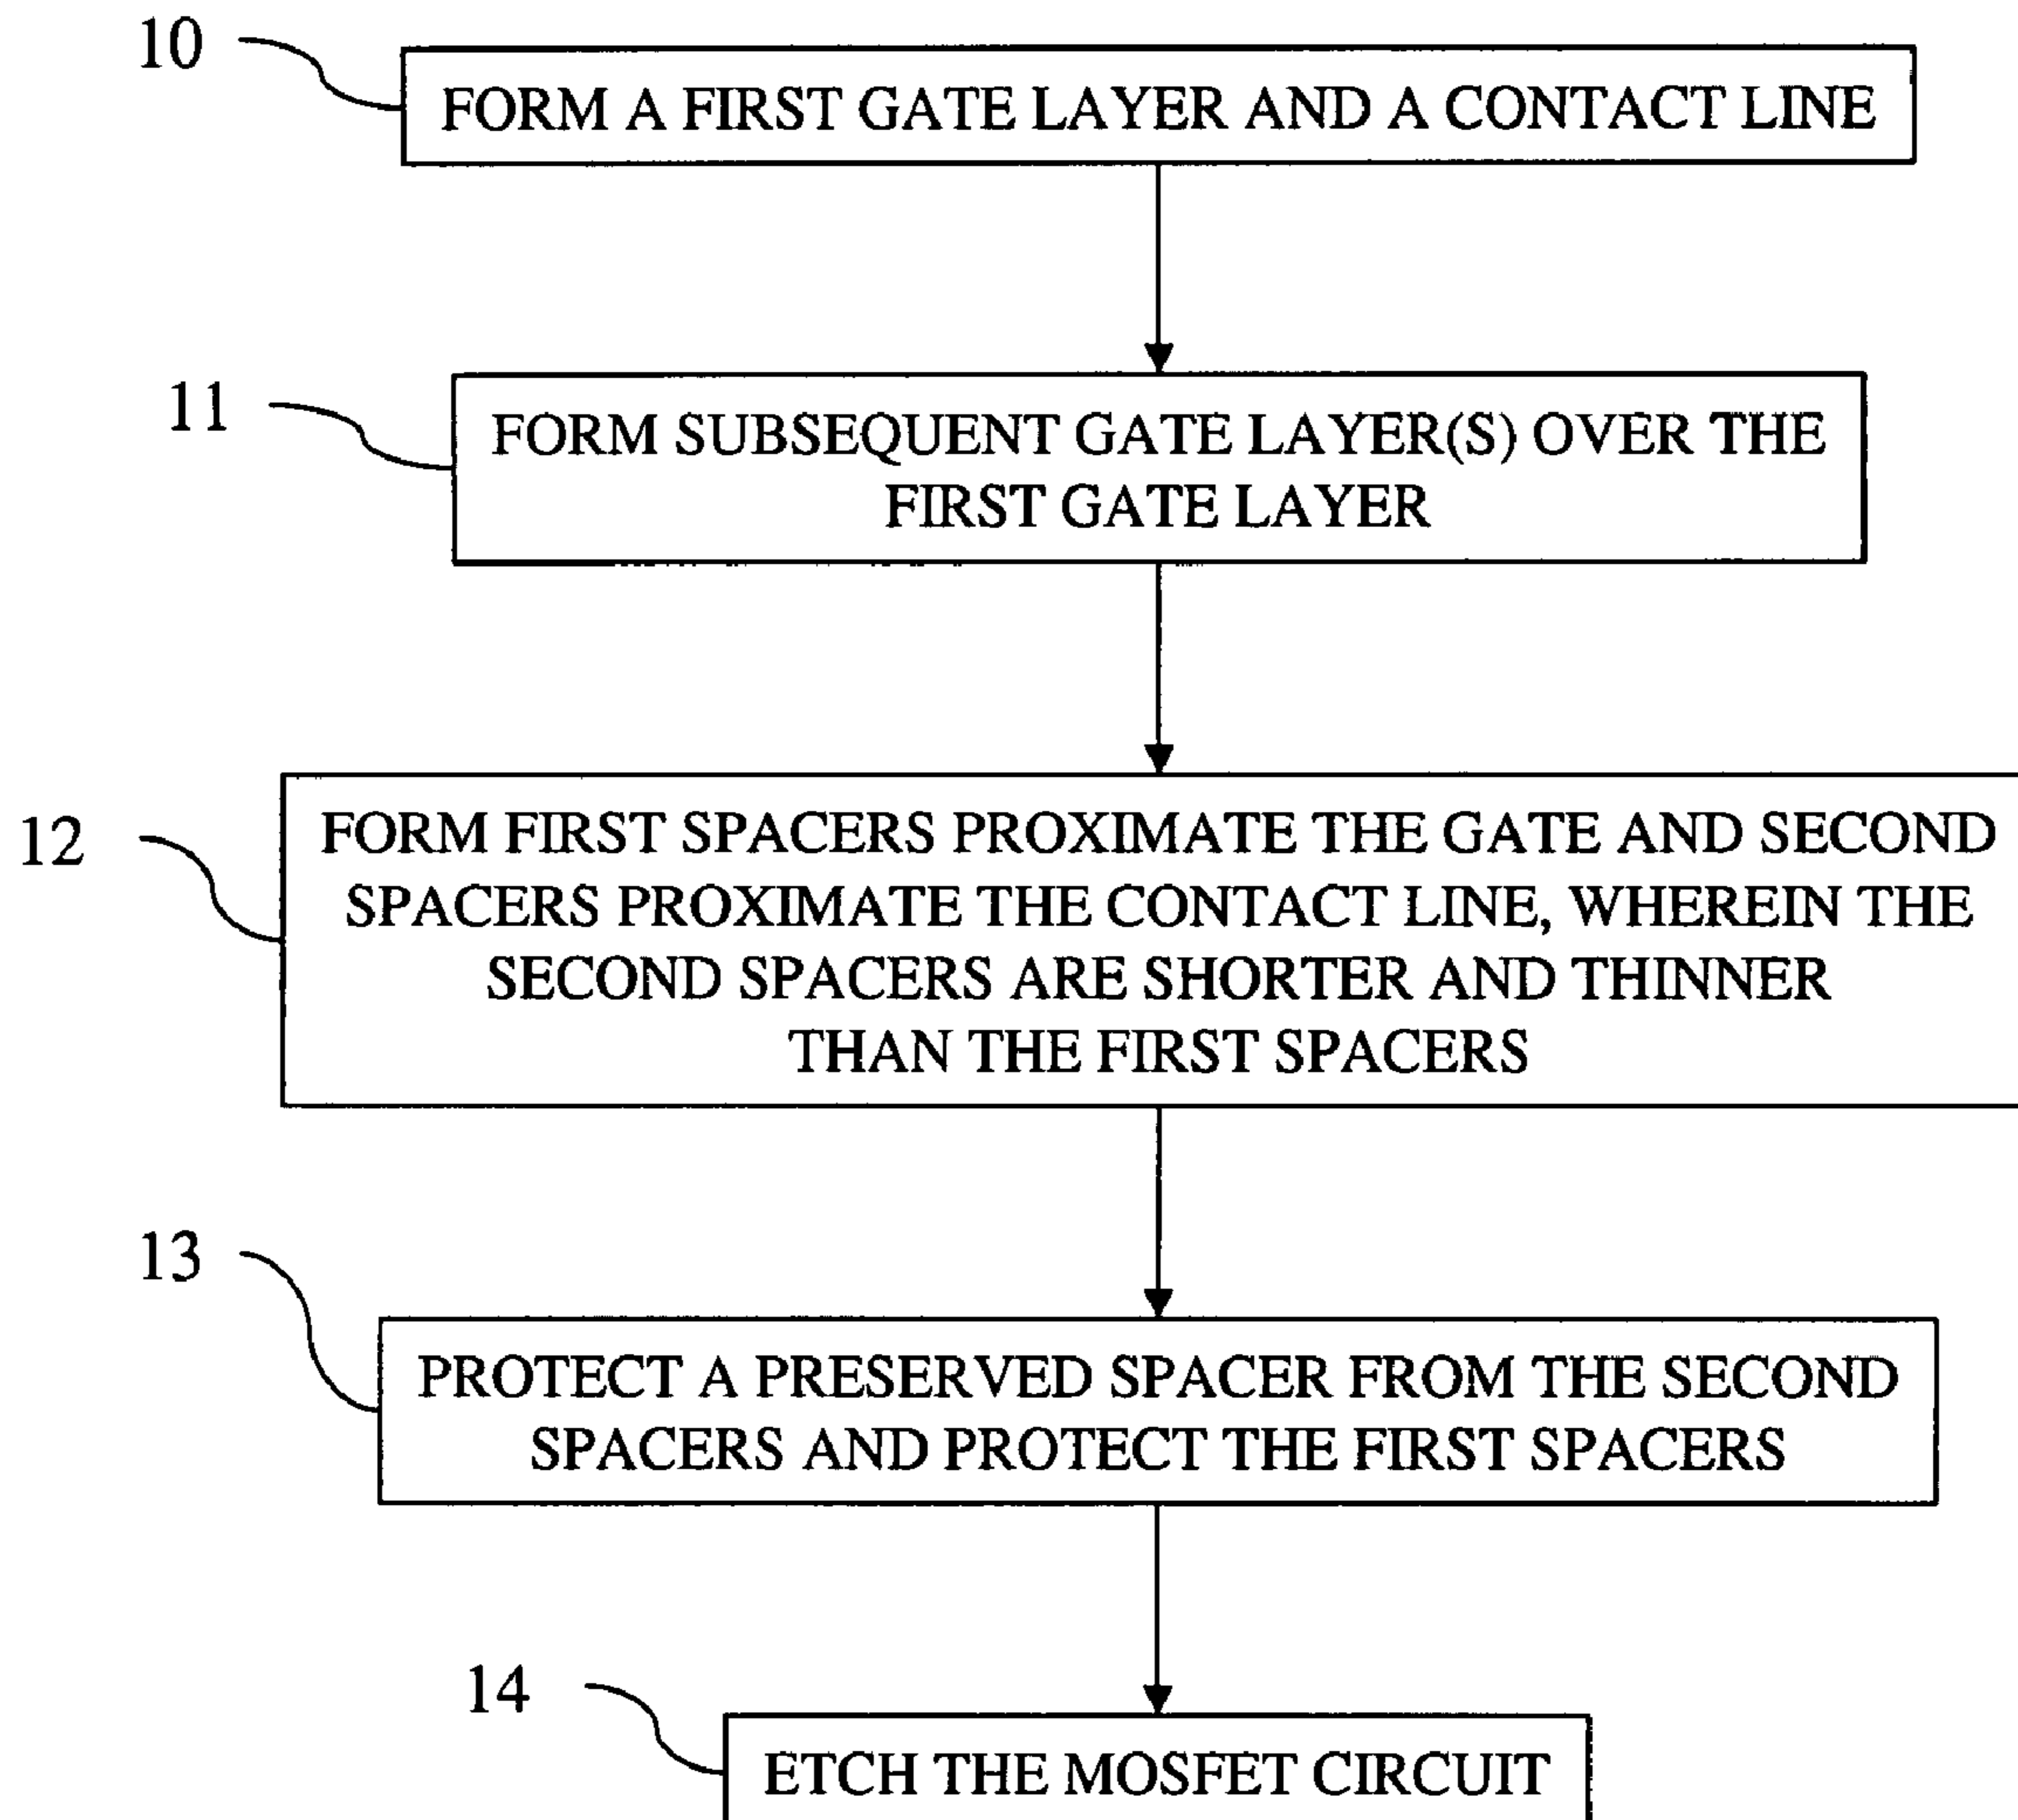 10
FORM A FIRST GATE LAYER AND A CONTACT LINE
11
FORM SUBSEQUENT GATE LAYER(S) OVER THE
FIRST GATE LAYER
12
FORM FIRST SPACERS PROXIMATE THE GATE AND SECOND
SPACERS PROXIMATE THE CONTACT LINE, WHEREIN THE
SECOND SPACERS ARE SHORTER AND THINNER
THAN THE FIRST SPACERS
13
PROTECT A PRESERVED SPACER FROM THE SECOND
SPACERS AND PROTECT THE FIRST SPACERS
14
ETCH THE MOSFET CIRCUIT